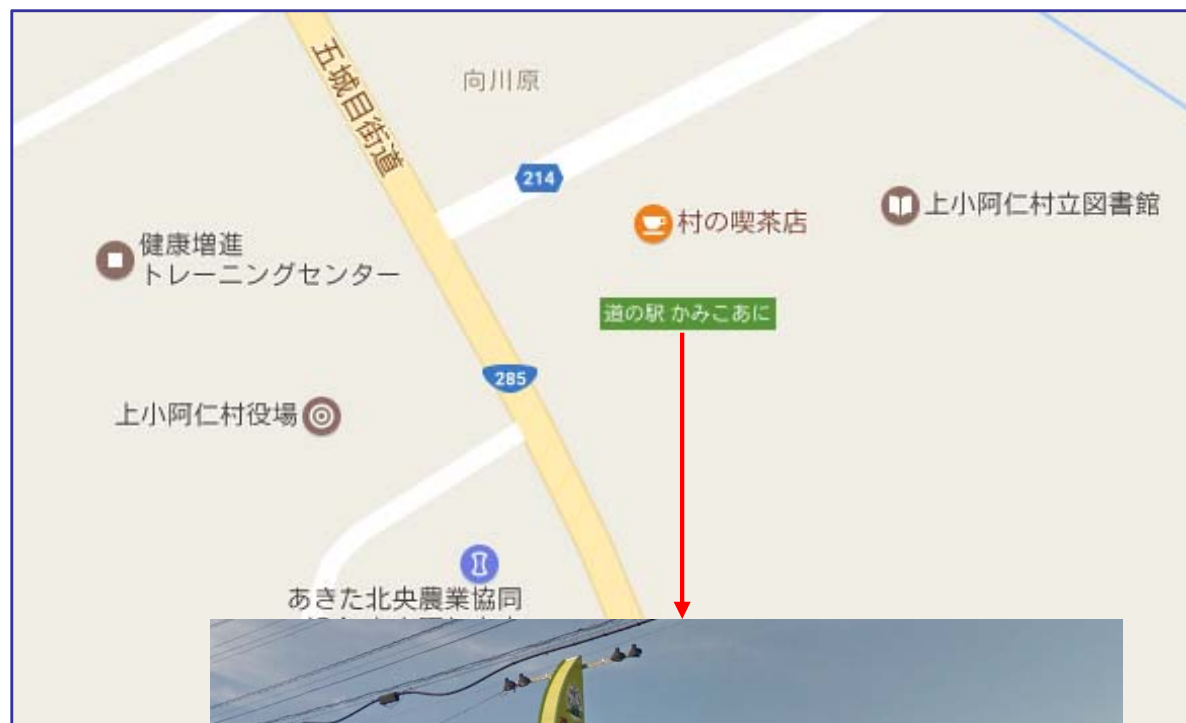 五城目街道
向川原
214
村の喫茶店
上小阿仁村立図書館
健康増進
トレーニングセンター
道の駅 かみこあに
285
上小阿仁村役場
あきた北央農業協同